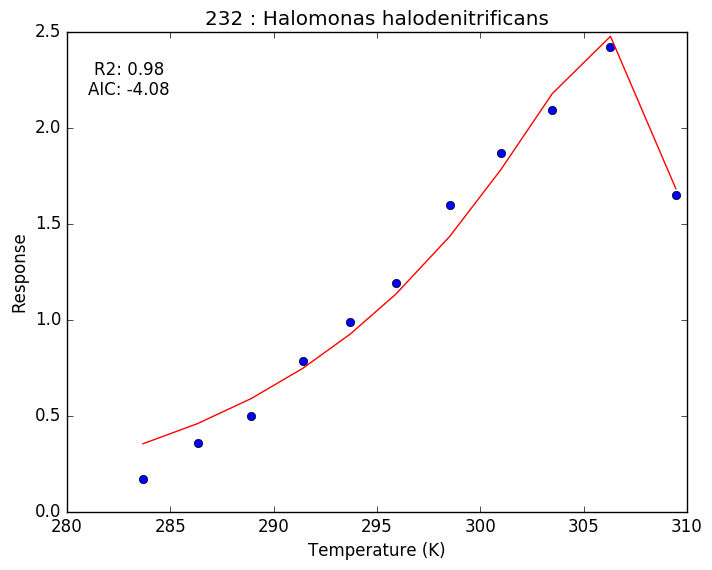 232 : Halomonas halodenitrificans
R2: 0.98
AIC: -4.08
2.5
2.0
1.5
1.0
0.5
0.0
Response
280 285 290 295 300 305 310
Temperature (K)